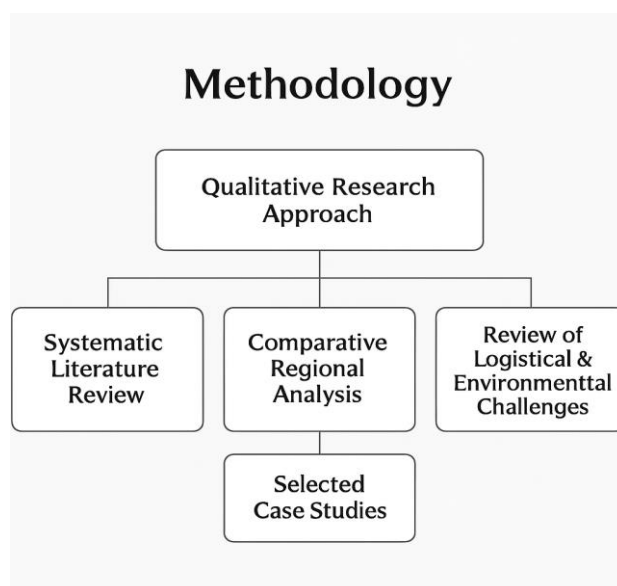 Methodology
Qualitative Research
Approach
Systematic
Literature
Review
Comparative
Regional
Analysis
Review of
Logistical &
Environmenttal
Challenges
Selected
Case Studies